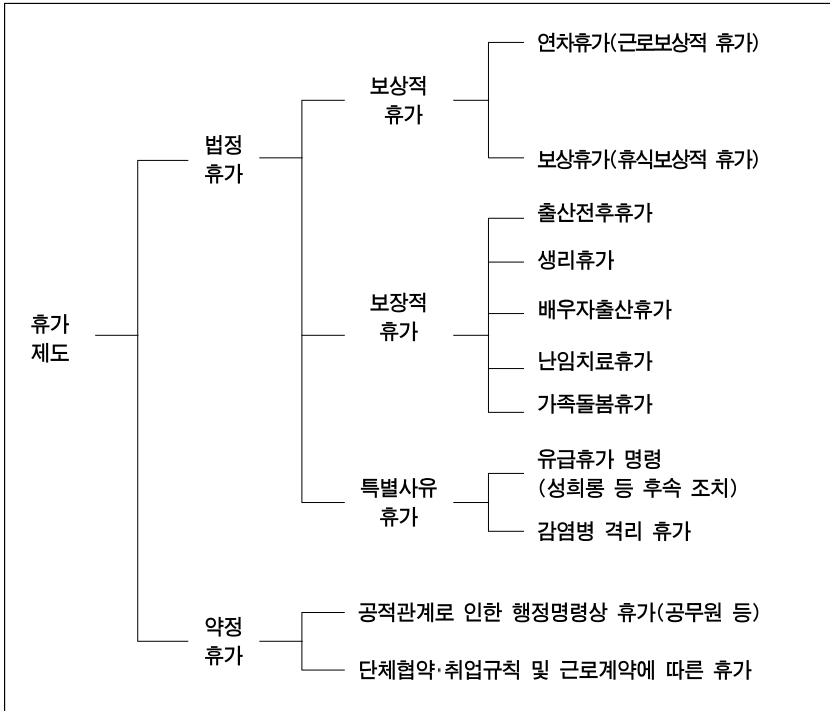 휴가
제도
법정
휴가
보상적
휴가
연차휴가(근로보상적 휴가)
보상휴가(휴식보상적 휴가)
보장적
휴가
출산전후휴가
생리휴가
배우자출산휴가
난임치료휴가
가족돌봄휴가
특별사유
휴가
유급휴가 명령
(성희롱 등 후속 조치)
감염병 격리 휴가
약정
휴가
공적관계로 인한 행정명령상 휴가(공무원 등)
단체협약·취업규칙 및 근로계약에 따른 휴가